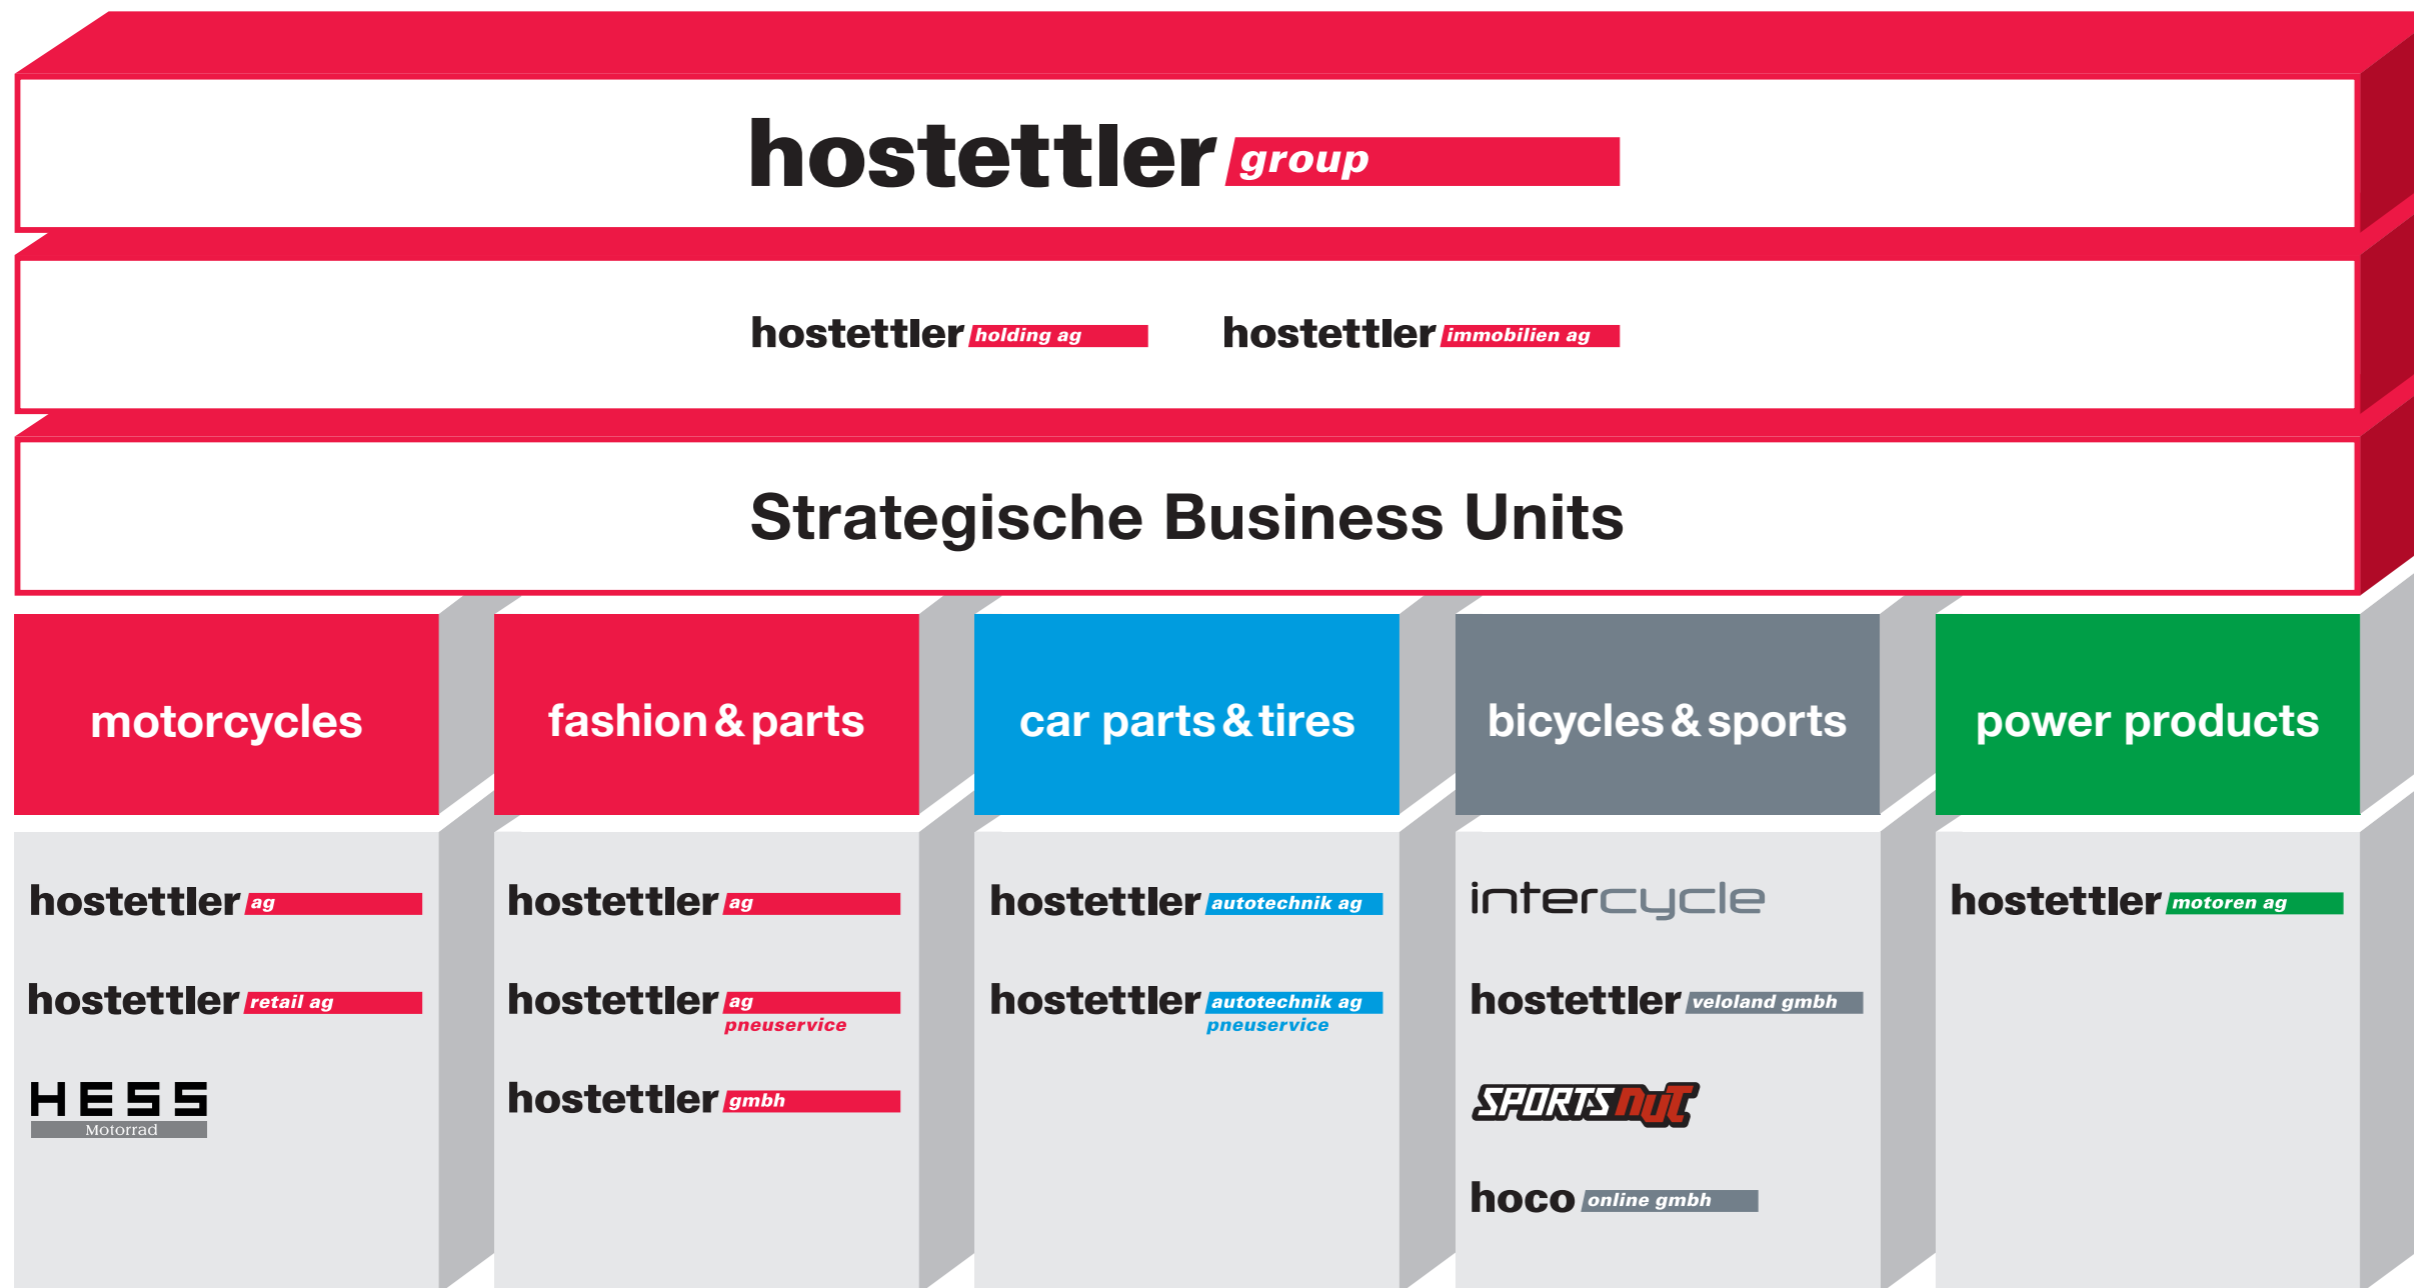 hostettler group
hostettler holding ag
hostettler immobilien ag
Strategische Business Units
motorcycles
hostettler ag
hostettler retail ag
HESS
Motorrad
fashion & parts
hostettler ag
hostettler ag
pneuservice
hostettler gmbh
car parts & tires
hostettler autotechnik ag
hostettler autotechnik ag
pneuservice
bicycles & sports
intercycle
hostettler veloland gmbh
SPORTSNUT
hoco online gmbh
power products
hostettler motoren ag